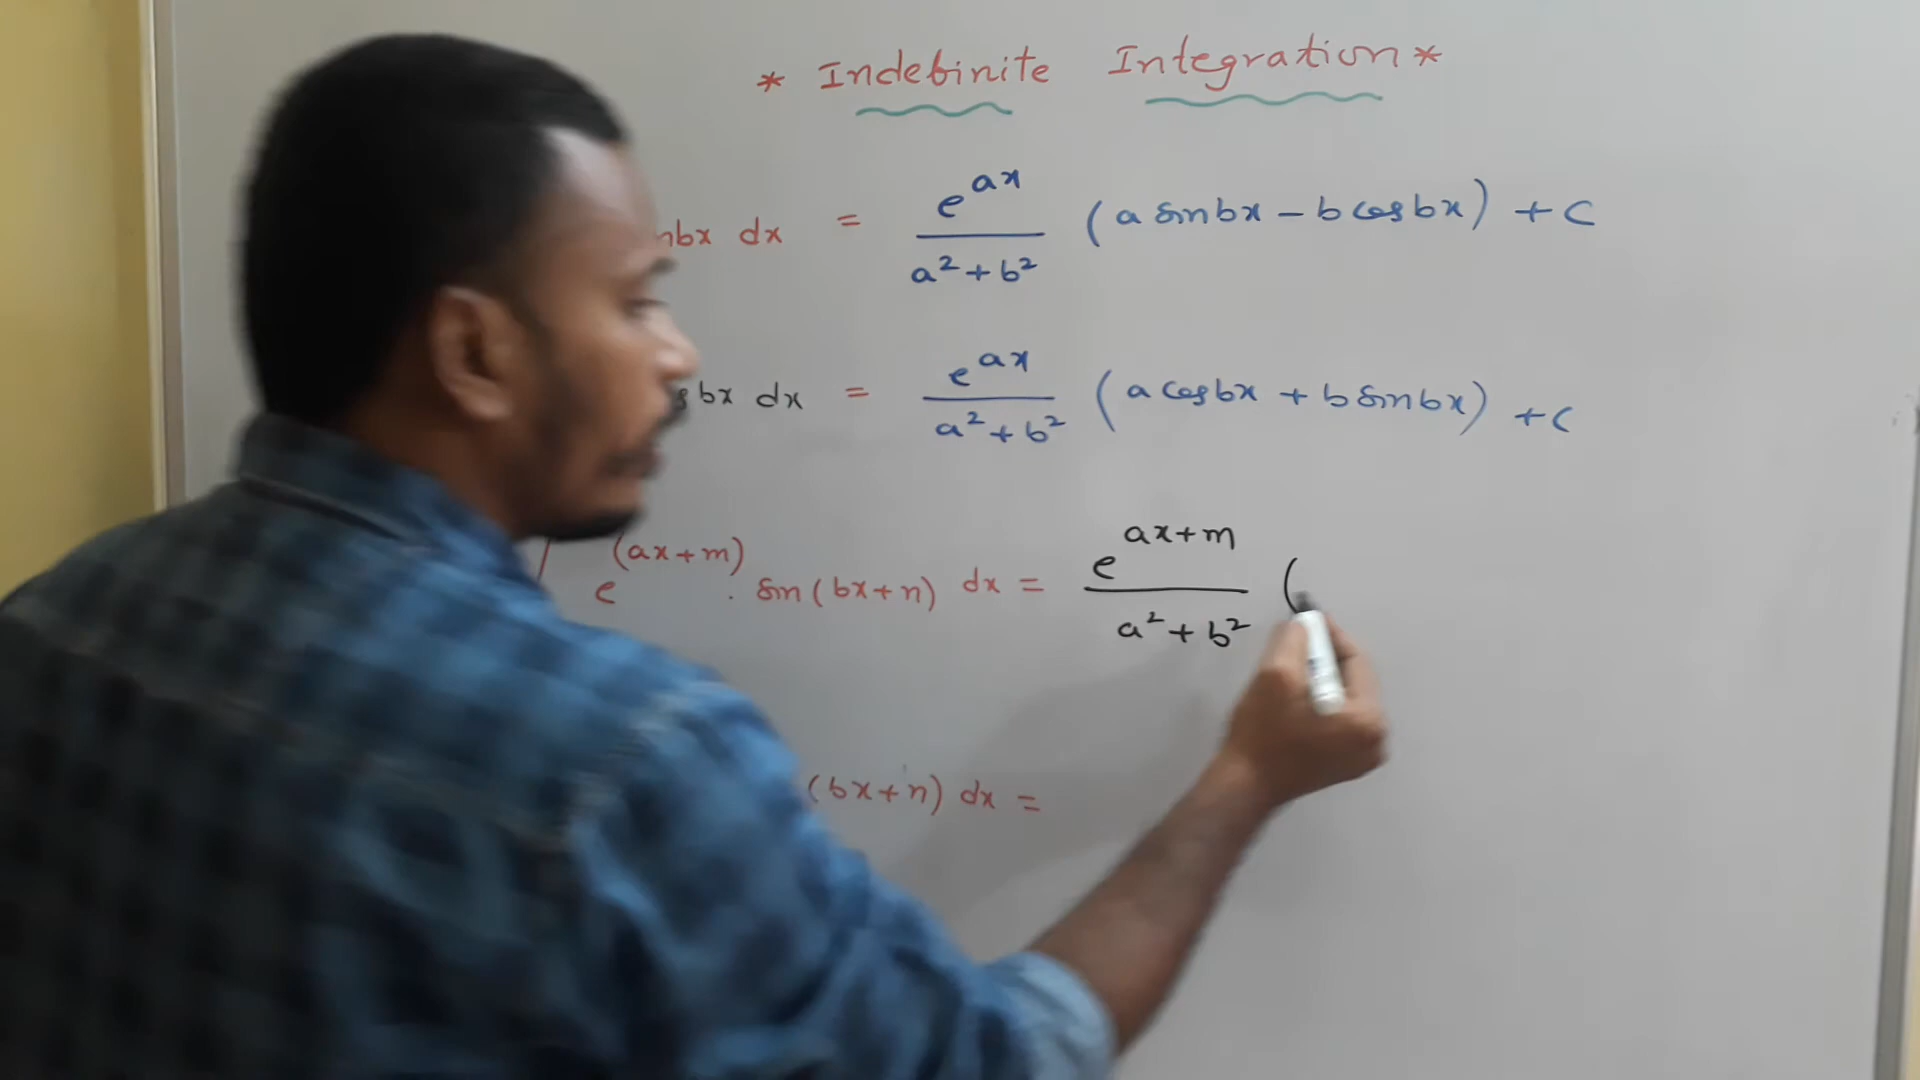 * Indefinite Integration *
nbx dx = e^{ax} / (a² + b²) (a sin bx - b cos bx) + c
bx dx = e^{ax} / (a² + b²) (a cos bx + b sin bx) + c
∫ e^{(ax+m)} . sin (bx+n) dx = e^{ax+m} / (a² + b²) (
(bx+n) dx =